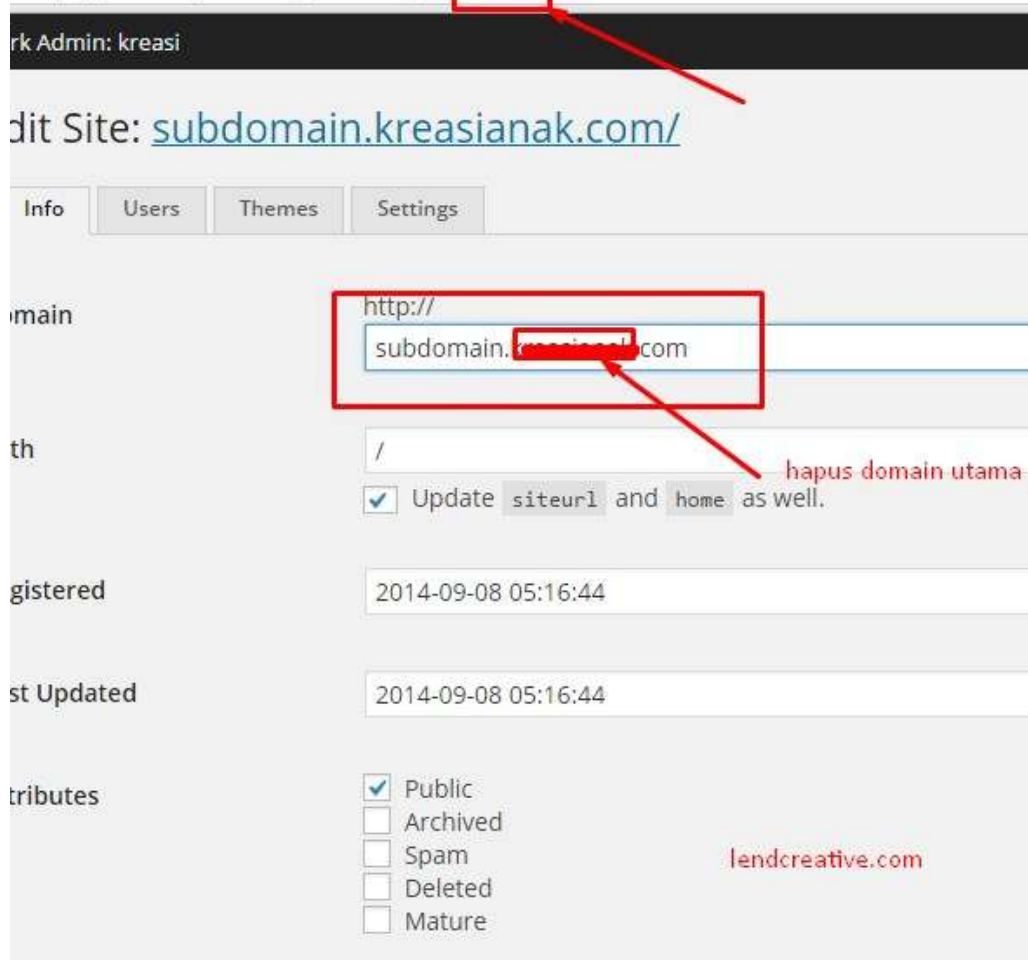 rk Admin: kreasi
dit Site: subdomain.kreasianak.com/
Info Users Themes Settings
omain
http://
subdomain. com
th
/
hapus domain utama
Update siteurl and home as well.
gistered
2014-09-08 05:16:44
st Updated
2014-09-08 05:16:44
tributes
Public
Archived
Spam
lendcreative.com
Deleted
Mature